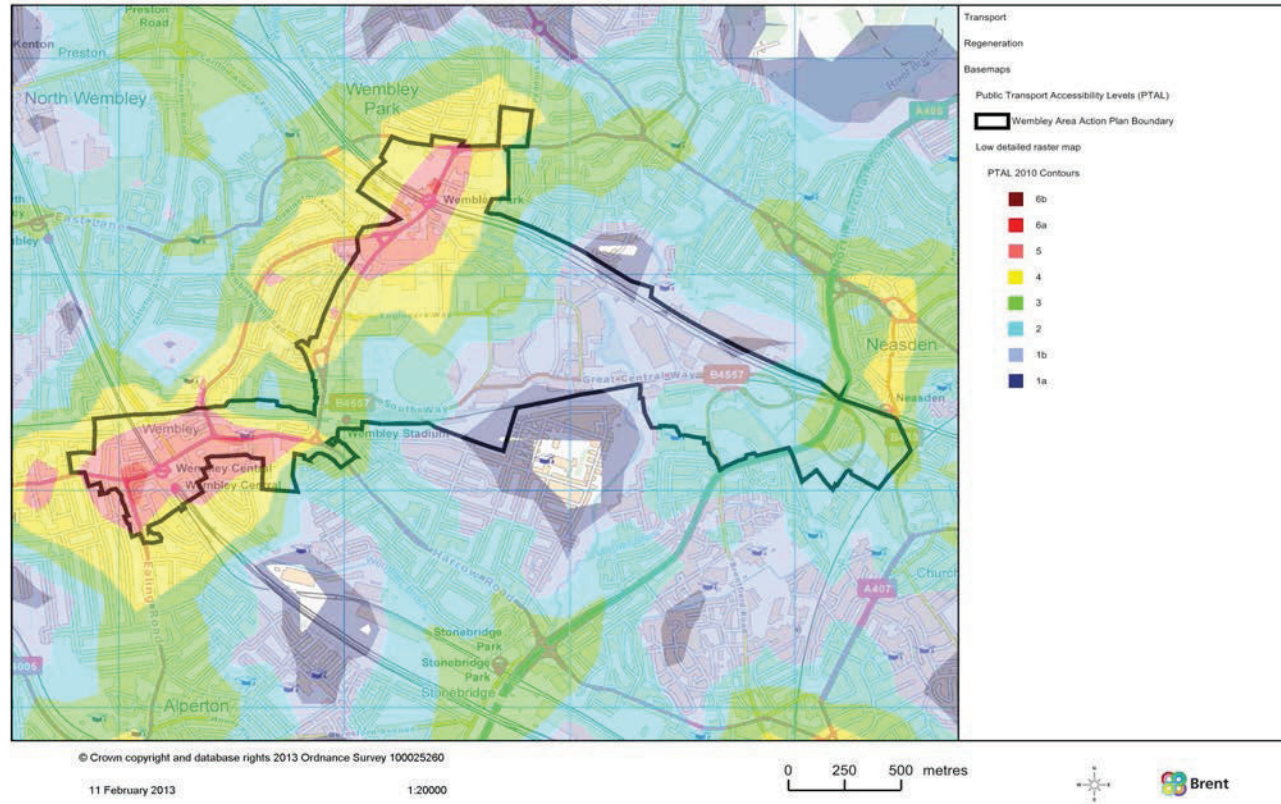 Preston
Road
Kenton
Preston
North Wembley
Wembley
Park
A406
East Lane
Wembley Park
Neasden
Great Central Way
B4557
Neasden
B4557
South Way
Wembley
Wembley Stadium
Wembley Central
Wembley Central
Harrow Road
Ealing Road
Church
A407
Stonebridge
Park
Stonebridge
Park
Stonebridge
4005
Alperton
Transport
Regeneration
Basemaps
Public Transport Accessibility Levels (PTAL)
Wembley Area Action Plan Boundary
Low detailed raster map
PTAL 2010 Contours
6b
6a
5
4
3
2
1b
1a
© Crown copyright and database rights 2013 Ordnance Survey 100025260
11 February 2013
1:20000
0 250 500 metres
Brent